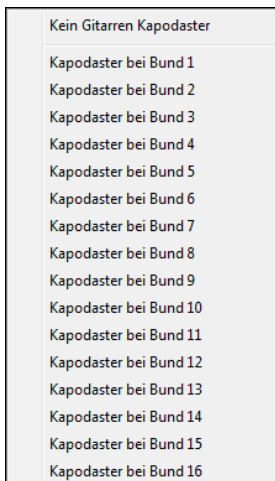 Kein Gitarren Kapodaster
Kapodaster bei Bund 1
Kapodaster bei Bund 2
Kapodaster bei Bund 3
Kapodaster bei Bund 4
Kapodaster bei Bund 5
Kapodaster bei Bund 6
Kapodaster bei Bund 7
Kapodaster bei Bund 8
Kapodaster bei Bund 9
Kapodaster bei Bund 10
Kapodaster bei Bund 11
Kapodaster bei Bund 12
Kapodaster bei Bund 13
Kapodaster bei Bund 14
Kapodaster bei Bund 15
Kapodaster bei Bund 16